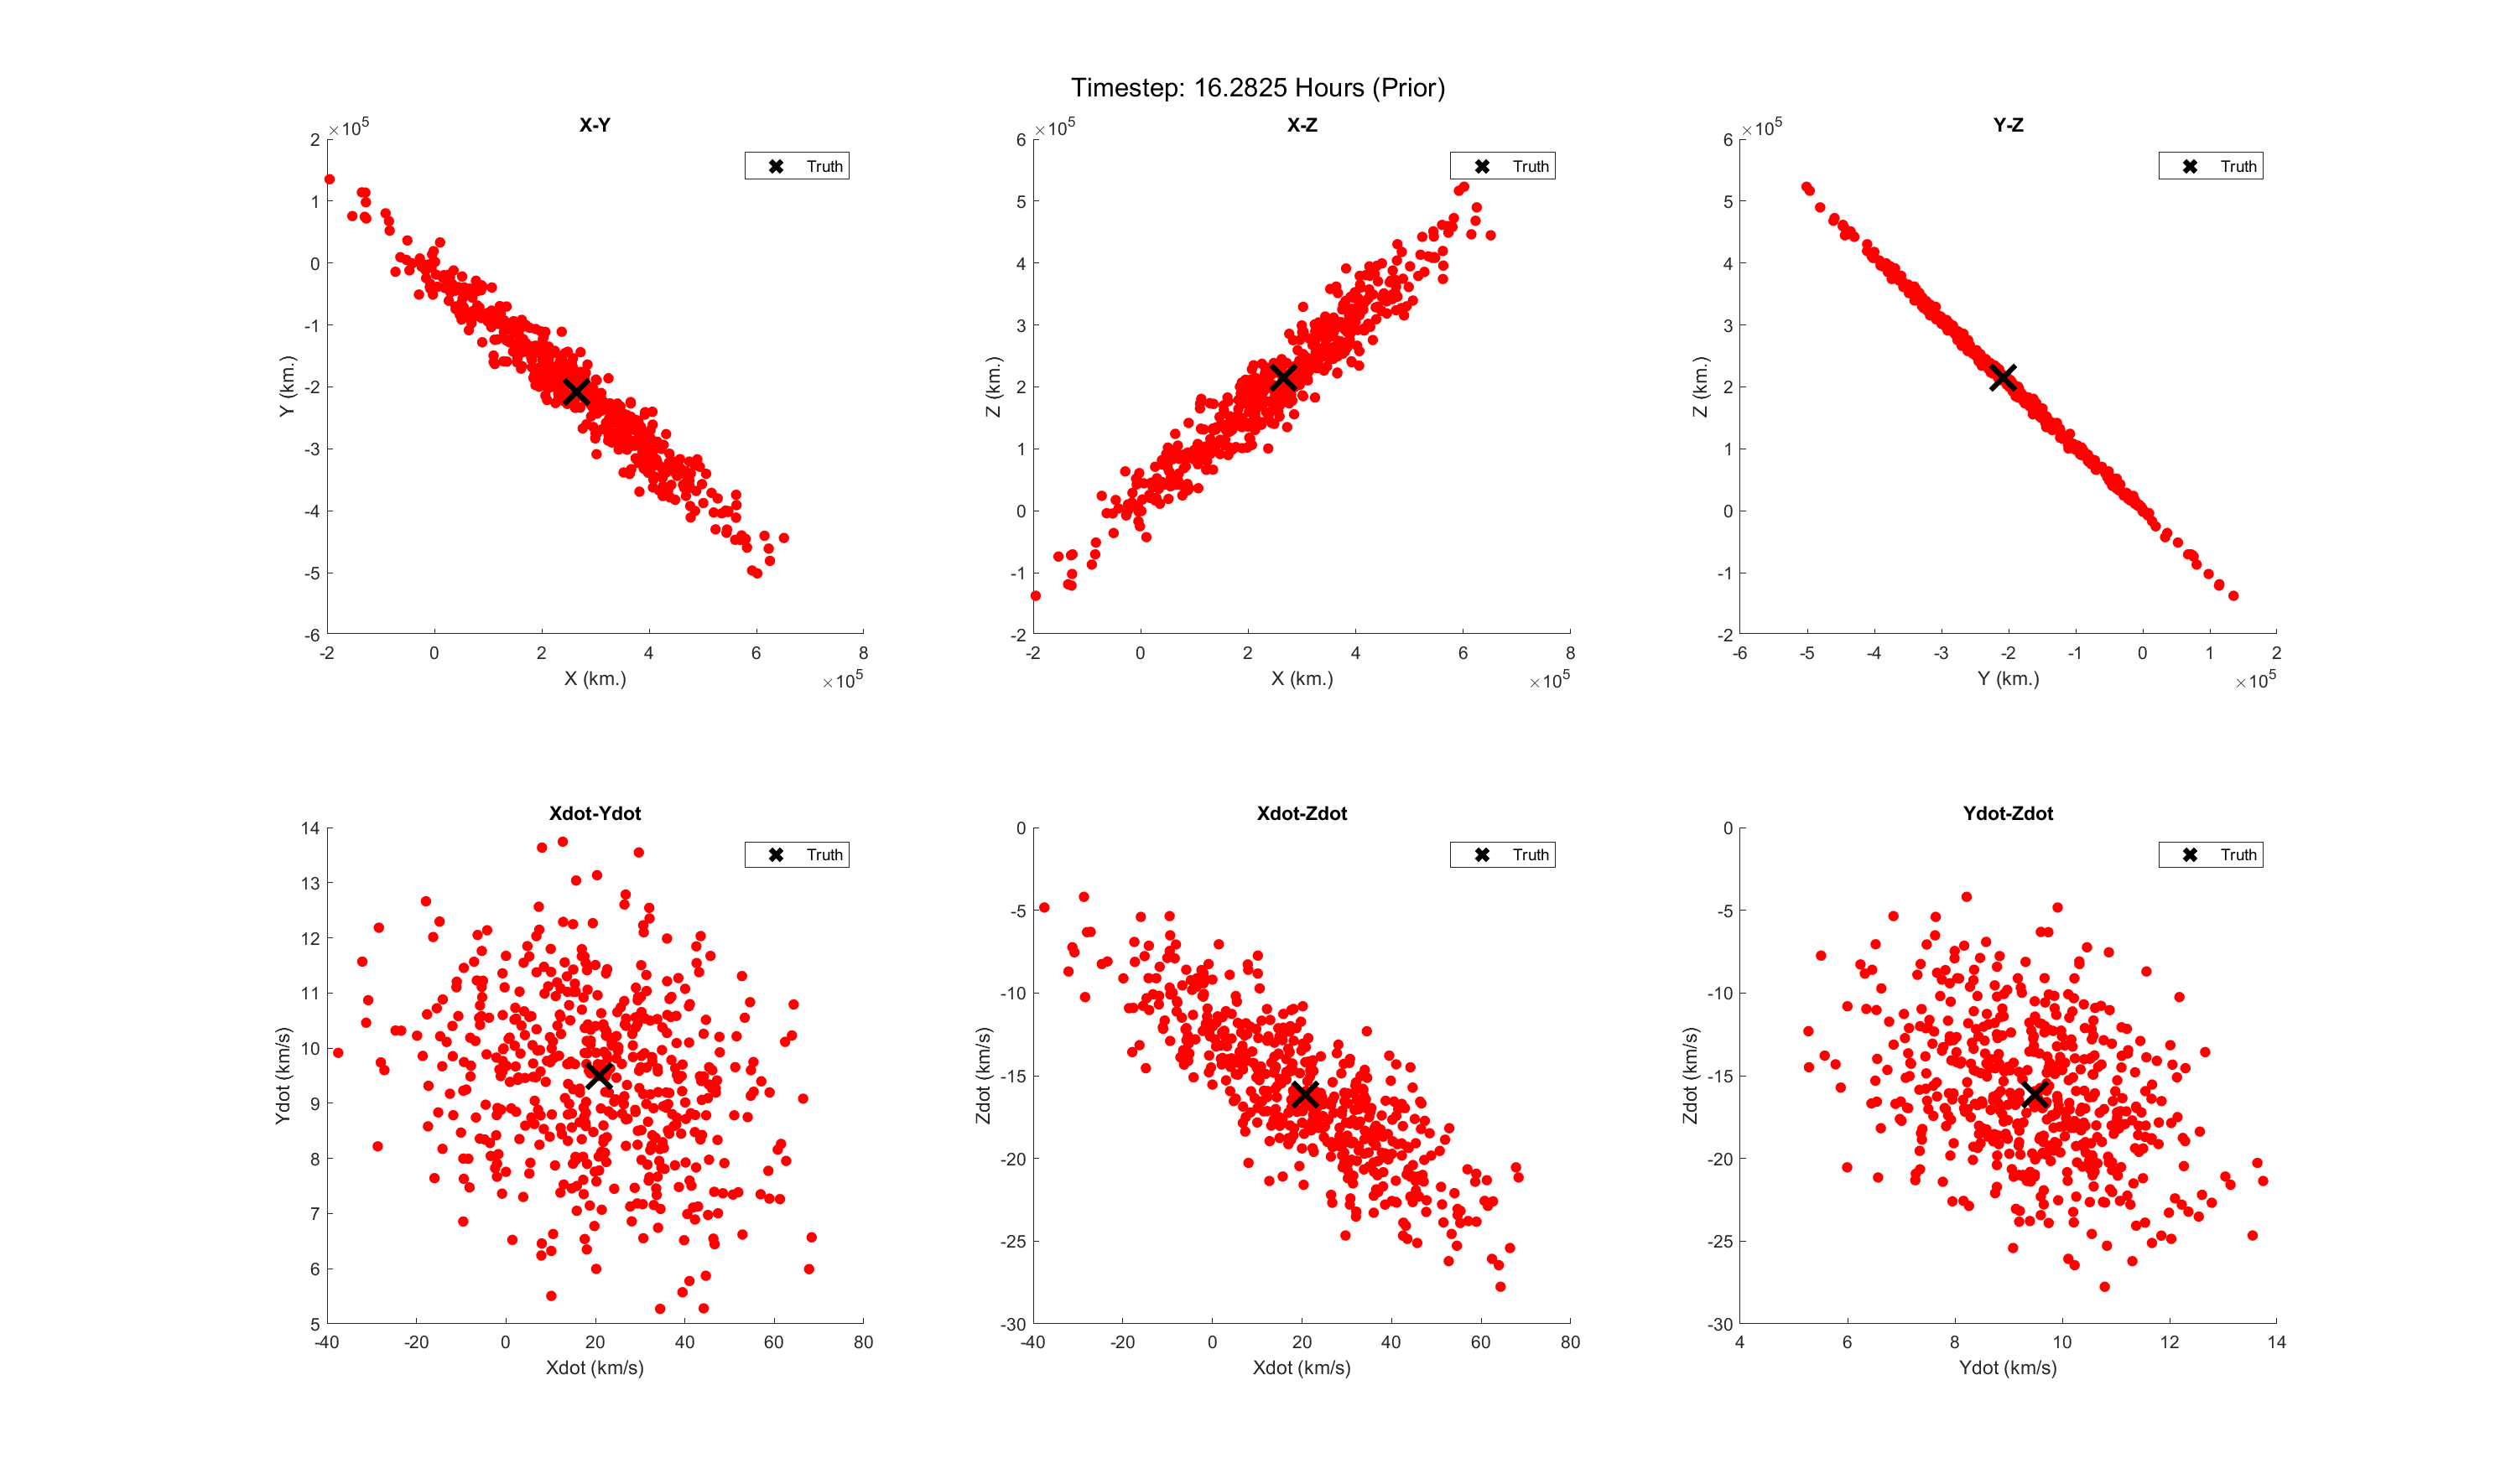 Timestep: 16.2825 Hours (Prior)
X-Y
×10^5
2
1
0
-1
-2
-3
-4
-5
-6
Y (km.)
-2 0 2 4 6 8
X (km.)
×10^5
Truth
X-Z
×10^5
6
5
4
3
2
1
0
-1
-2
Z (km.)
-2 0 2 4 6 8
X (km.)
×10^5
Truth
Y-Z
×10^5
6
5
4
3
2
1
0
-1
-2
Z (km.)
-6 -5 -4 -3 -2 -1 0 1 2
Y (km.)
×10^5
Truth
Xdot-Ydot
14
13
12
11
10
9
8
7
6
5
Ydot (km/s)
-40 -20 0 20 40 60 80
Xdot (km/s)
Truth
Xdot-Zdot
0
-5
-10
-15
-20
-25
-30
Zdot (km/s)
-40 -20 0 20 40 60 80
Xdot (km/s)
Truth
Ydot-Zdot
0
-5
-10
-15
-20
-25
-30
Zdot (km/s)
4 6 8 10 12 14
Ydot (km/s)
Truth